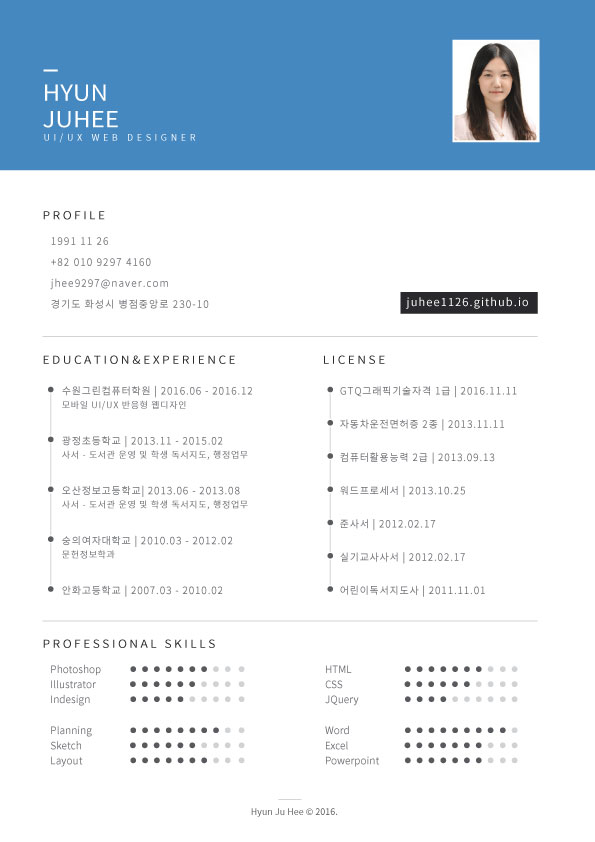 HYUN
JUHEE
UI/UX WEB DESIGNER
PROFILE
1991 11 26
+82 010 9297 4160
jhee9297@naver.com
경기도 화성시 병점중앙로 230-10
juhee1126.github.io
EDUCATION&EXPERIENCE
수원그린컴퓨터학원 | 2016.06 - 2016.12
모바일 UI/UX 반응형 웹디자인
광정초등학교 | 2013.11 - 2015.02
사서 - 도서관 운영 및 학생 독서지도, 행정업무
오산정보고등학교| 2013.06 - 2013.08
사서 - 도서관 운영 및 학생 독서지도, 행정업무
숭의여자대학교 | 2010.03 - 2012.02
문헌정보학과
안화고등학교 | 2007.03 - 2010.02
LICENSE
GTQ그래픽기술자격 1급 | 2016.11.11
자동차운전면허증 2종 | 2013.11.11
컴퓨터활용능력 2급 | 2013.09.13
워드프로세서 | 2013.10.25
준사서 | 2012.02.17
실기교사사서 | 2012.02.17
어린이독서지도사 | 2011.11.01
PROFESSIONAL SKILLS
Photoshop
Illustrator
Indesign
Planning
Sketch
Layout
HTML
CSS
JQuery
Word
Excel
Powerpoint
Hyun Ju Hee © 2016.